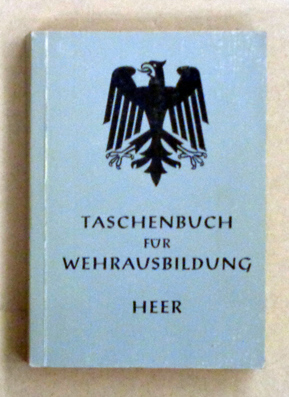 TASCHENBUCH
FÜR
WEHRAUSBILDUNG
HEER